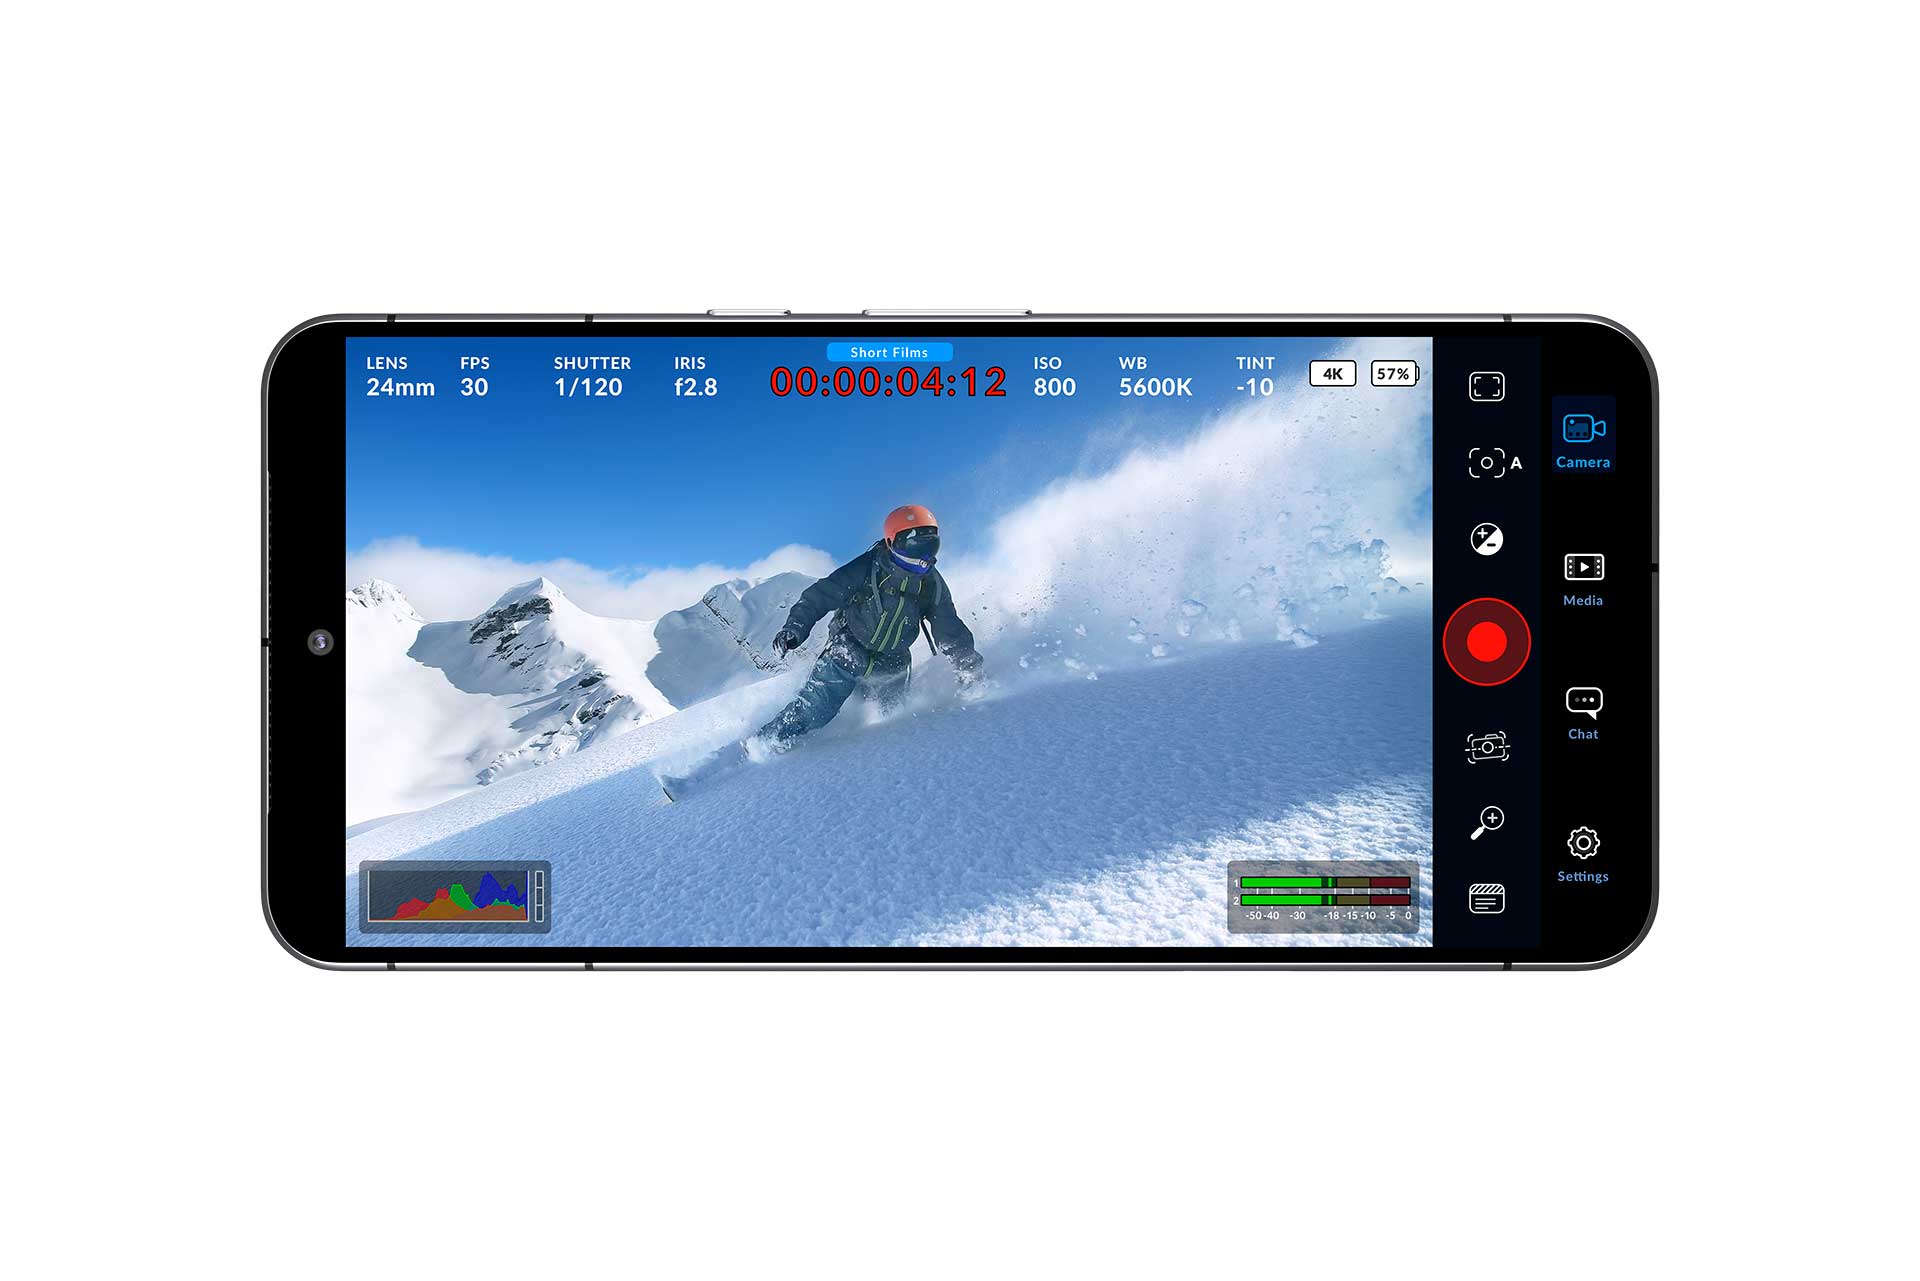 Short Films
LENS FPS SHUTTER IRIS 00:00:04:12 ISO WB TINT 4K 57%
24mm 30 1/120 f2.8 800 5600K -10
A
Camera
Media
Chat
Settings
1
2
-50 -40 -30 -18 -15 -10 -5 0